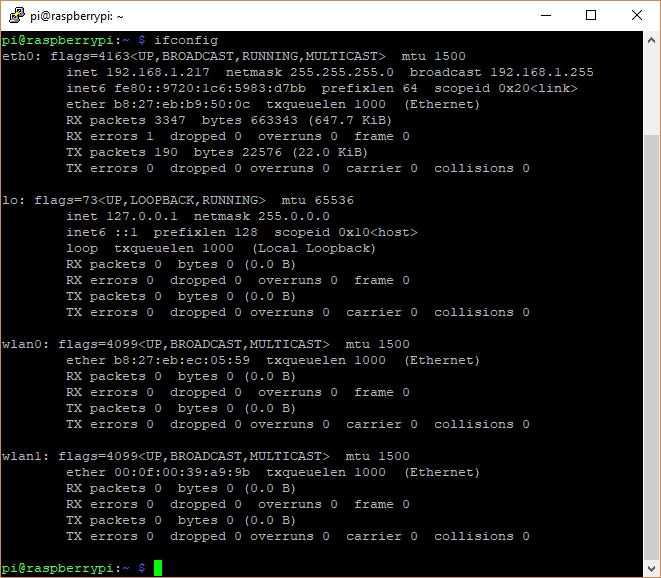 pi@raspberrypi: ~
pi@raspberrypi:~ $ ifconfig
eth0: flags=4163<UP,BROADCAST,RUNNING,MULTICAST>  mtu 1500
        inet 192.168.1.217  netmask 255.255.255.0  broadcast 192.168.1.255
        inet6 fe80::9720:1c6:5983:d7bb  prefixlen 64  scopeid 0x20<link>
        ether b8:27:eb:b9:50:0c  txqueuelen 1000  (Ethernet)
        RX packets 3347  bytes 663343 (647.7 KiB)
        RX errors 1  dropped 0  overruns 0  frame 0
        TX packets 190  bytes 22576 (22.0 KiB)
        TX errors 0  dropped 0 overruns 0  carrier 0  collisions 0
lo: flags=73<UP,LOOPBACK,RUNNING>  mtu 65536
        inet 127.0.0.1  netmask 255.0.0.0
        inet6 ::1  prefixlen 128  scopeid 0x10<host>
        loop  txqueuelen 1000  (Local Loopback)
        RX packets 0  bytes 0 (0.0 B)
        RX errors 0  dropped 0  overruns 0  frame 0
        TX packets 0  bytes 0 (0.0 B)
        TX errors 0  dropped 0 overruns 0  carrier 0  collisions 0
wlan0: flags=4099<UP,BROADCAST,MULTICAST>  mtu 1500
        ether b8:27:eb:ec:05:59  txqueuelen 1000  (Ethernet)
        RX packets 0  bytes 0 (0.0 B)
        RX errors 0  dropped 0  overruns 0  frame 0
        TX packets 0  bytes 0 (0.0 B)
        TX errors 0  dropped 0 overruns 0  carrier 0  collisions 0
wlan1: flags=4099<UP,BROADCAST,MULTICAST>  mtu 1500
        ether 00:0f:00:39:a9:9b  txqueuelen 1000  (Ethernet)
        RX packets 0  bytes 0 (0.0 B)
        RX errors 0  dropped 0  overruns 0  frame 0
        TX packets 0  bytes 0 (0.0 B)
        TX errors 0  dropped 0 overruns 0  carrier 0  collisions 0
pi@raspberrypi:~ $